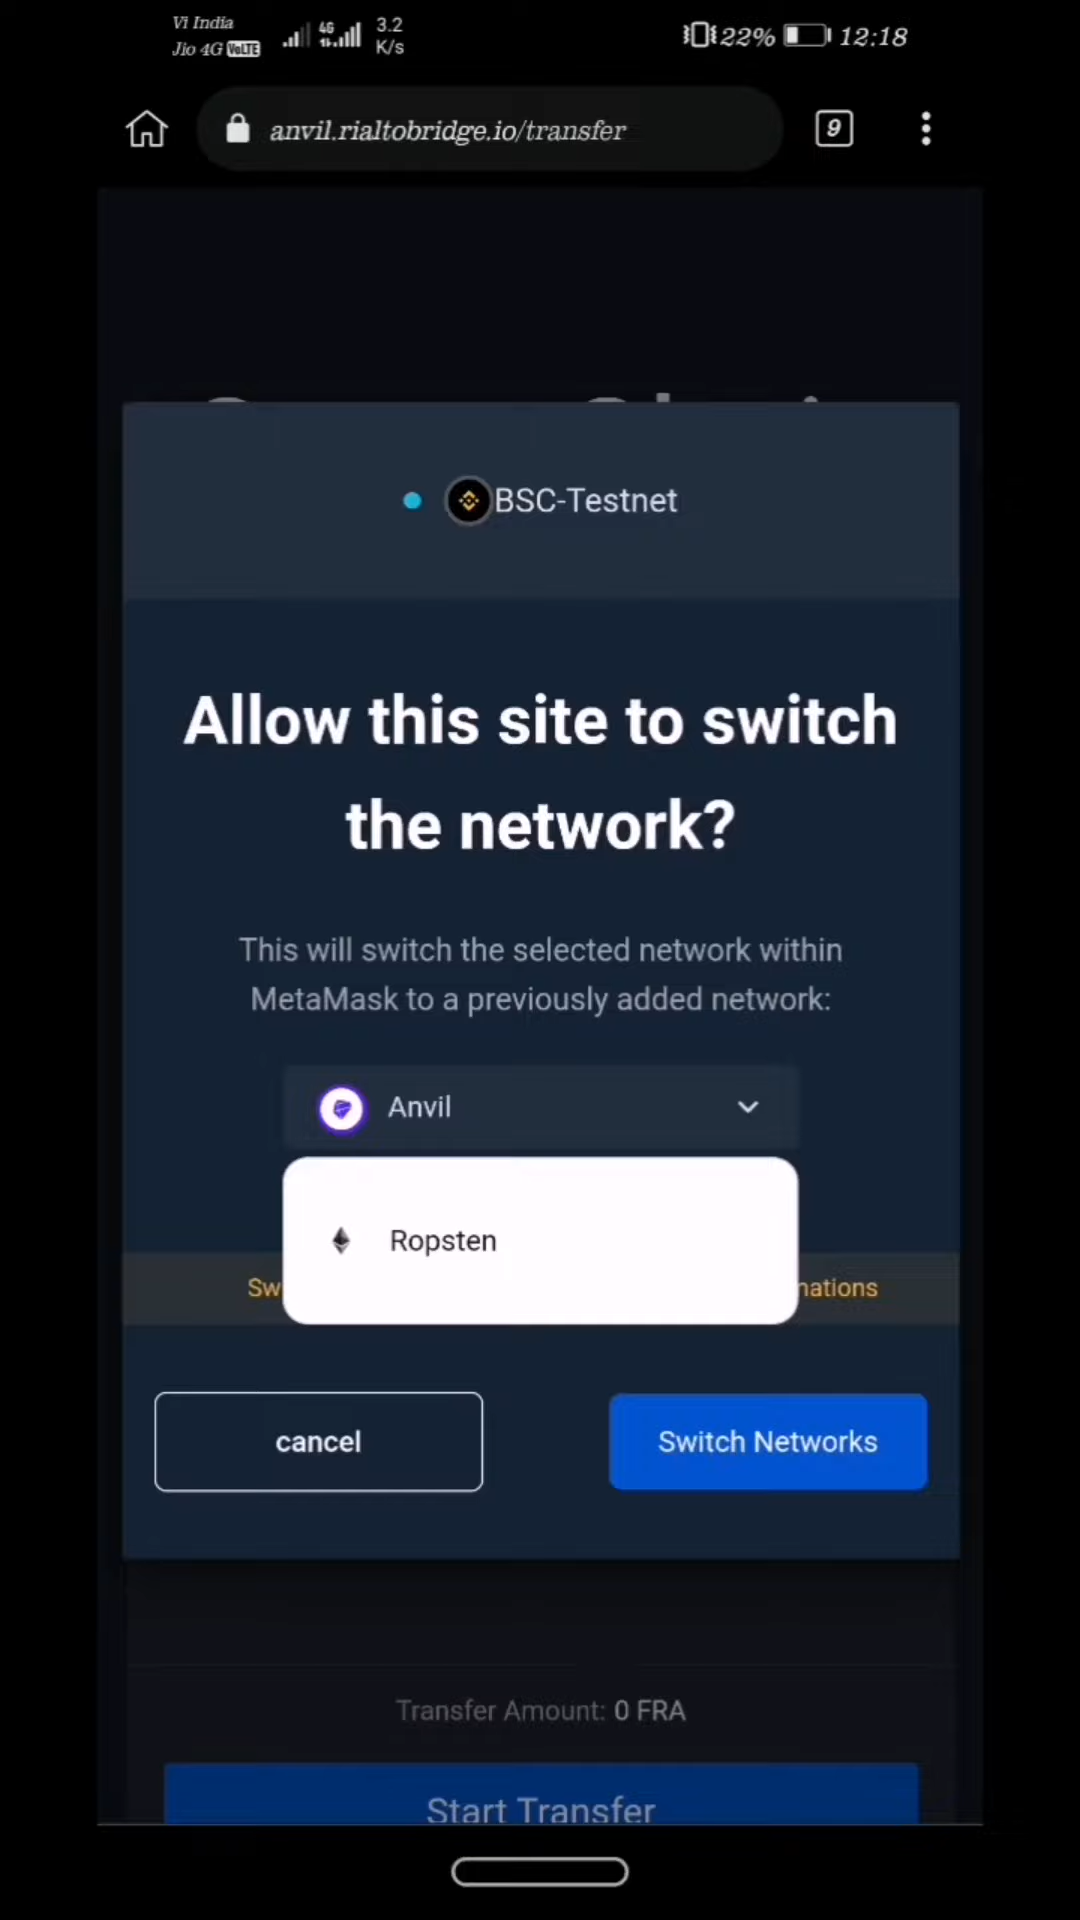 Vi India
Jio 4G VoLTE
4G
3.2
K/s
22%
12:18
anvil.rialtobridge.io/transfer
9
BSC-Testnet
Allow this site to switch
the network?
This will switch the selected network within
MetaMask to a previously added network:
Anvil
Ropsten
cancel
Switch Networks
Transfer Amount: 0 FRA
Start Transfer